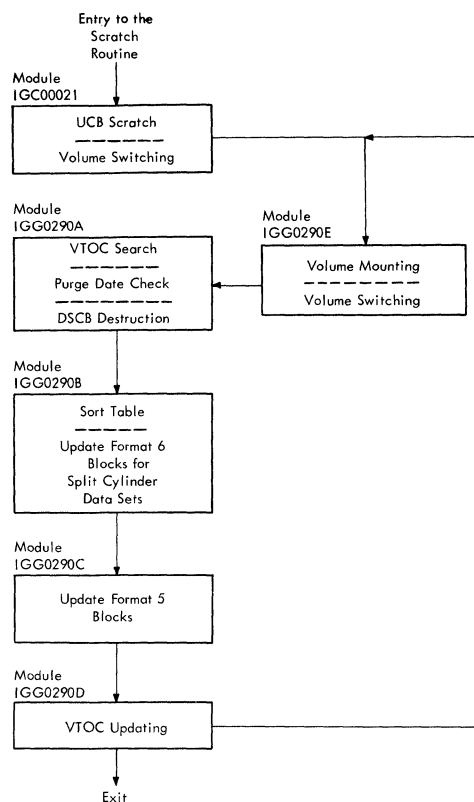 Entry to the
Scratch
Routine
Module
IGC00021
UCB Scratch
Volume Switching
Module
IGG0290A
VTOC Search
Purge Date Check
DSCB Destruction
Module
IGG0290E
Volume Mounting
Volume Switching
Module
IGG0290B
Sort Table
Update Format 6
Blocks for
Split Cylinder
Data Sets
Module
IGG0290C
Update Format 5
Blocks
Module
IGG0290D
VTOC Updating
Exit